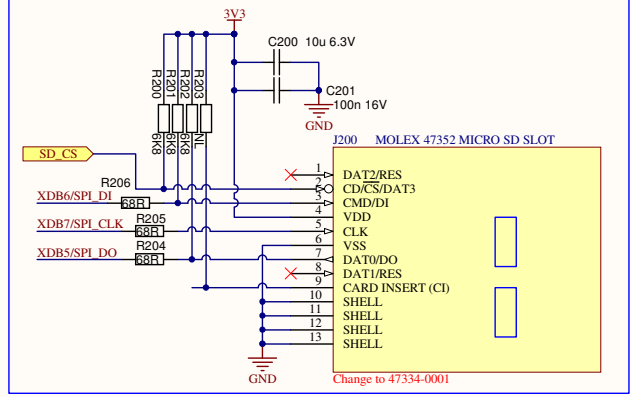 3V3
C200 10u 6.3V
R200
R201
R202
R203
C201
100n 16V
6K8
6K8
6K8
NL
GND
J200 MOLEX 47352 MICRO SD SLOT
SD_CS
1 DAT2/RES
R206
2 CD/CS/DAT3
XDB6/SPI_DI
68R
3 CMD/DI
4 VDD
R205
XDB7/SPI_CLK
68R
5 CLK
6 VSS
R204
XDB5/SPI_DO
68R
7 DAT0/DO
8 DAT1/RES
9 CARD INSERT (CI)
10 SHELL
11 SHELL
12 SHELL
13 SHELL
GND
Change to 47334-0001